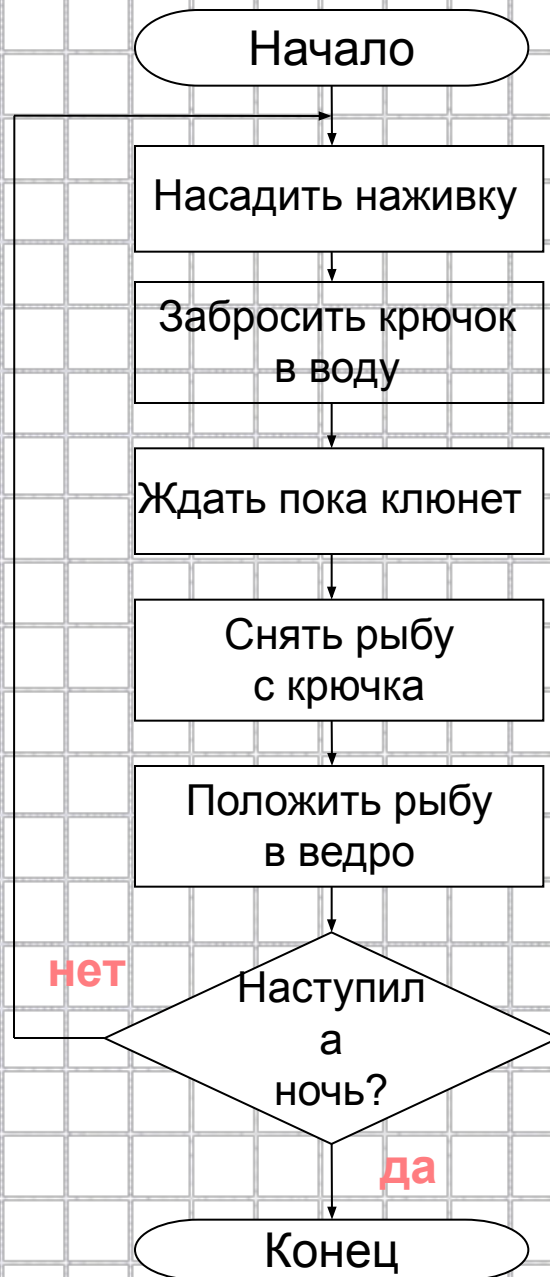 Начало
Насадить наживку
Забросить крючок
в воду
Ждать пока клюнет
Снять рыбу
с крючка
Положить рыбу
в ведро
нет
Наступил
а
ночь?
да
Конец